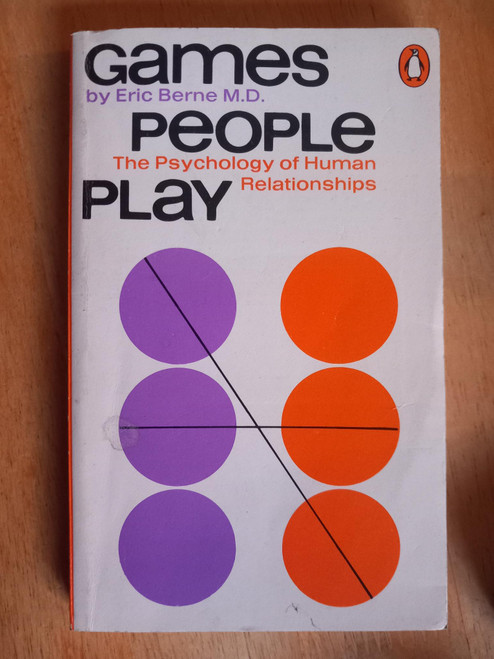 Games
by Eric Berne M.D.
PEOPLE
The Psychology of Human
Relationships
PLAY